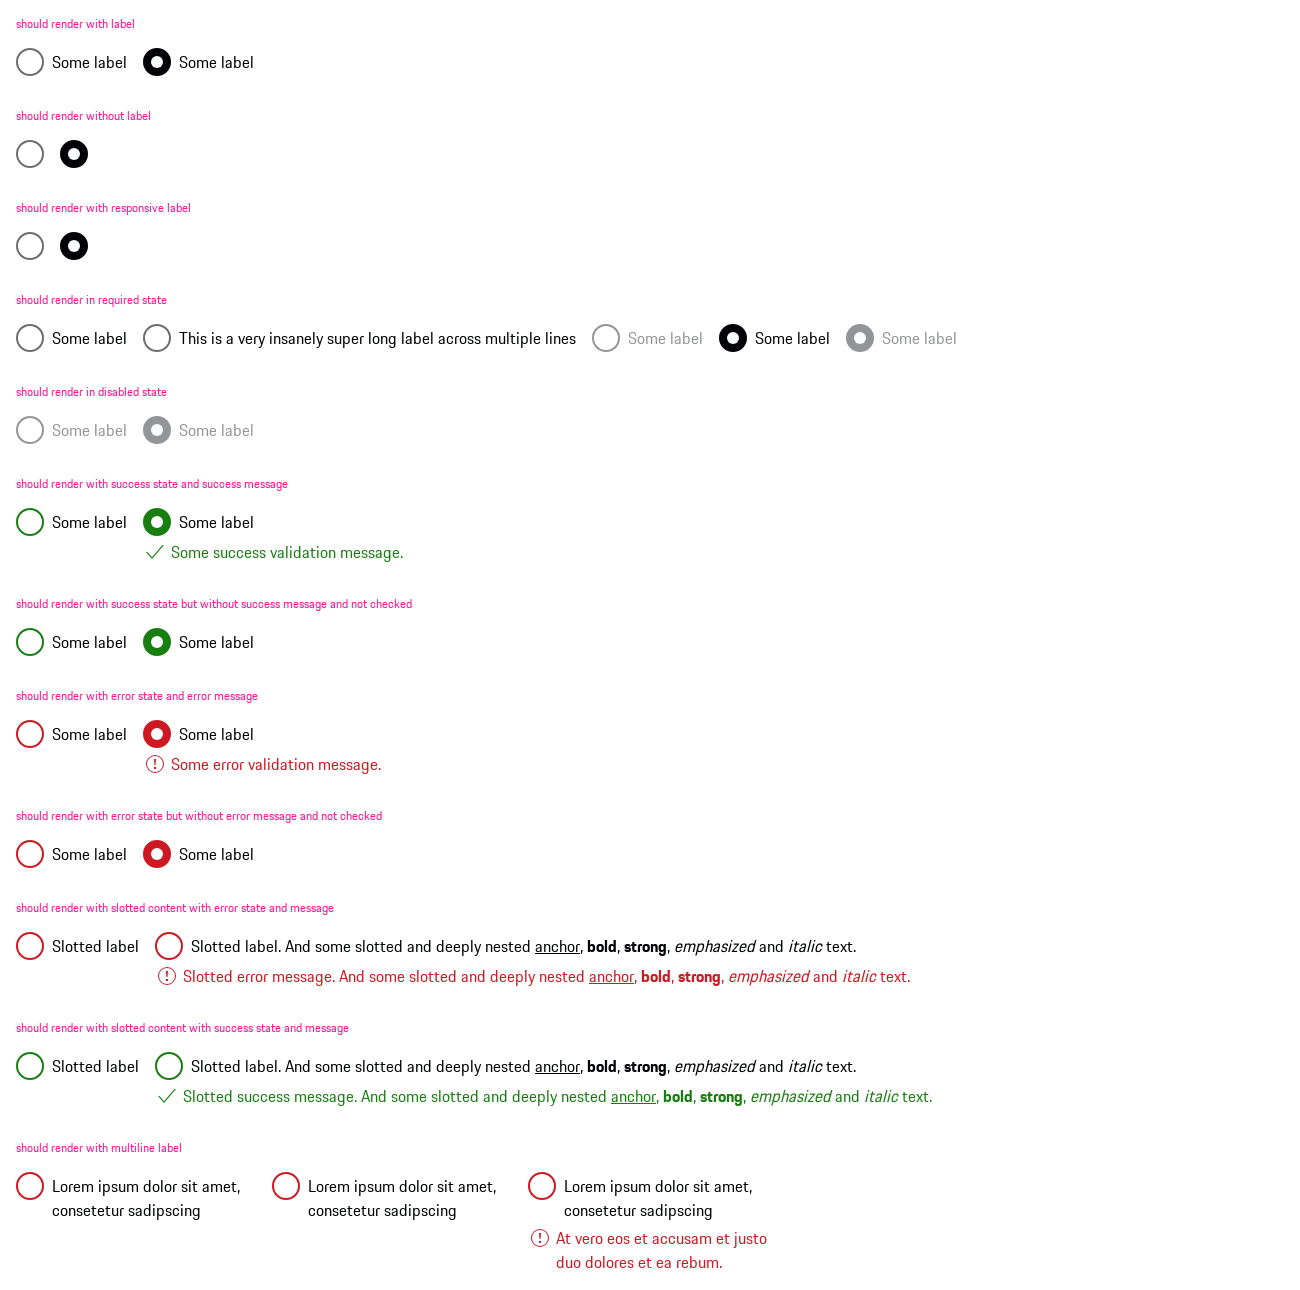 should render with label
Some label Some label
should render without label
should render with responsive label
should render in required state
Some label This is a very insanely super long label across multiple lines Some label Some label Some label
should render in disabled state
Some label Some label
should render with success state and success message
Some label Some label
Some success validation message.
should render with success state but without success message and not checked
Some label Some label
should render with error state and error message
Some label Some label
Some error validation message.
should render with error state but without error message and not checked
Some label Some label
should render with slotted content with error state and message
Slotted label Slotted label. And some slotted and deeply nested anchor, bold, strong, emphasized and italic text.
Slotted error message. And some slotted and deeply nested anchor, bold, strong, emphasized and italic text.
should render with slotted content with success state and message
Slotted label Slotted label. And some slotted and deeply nested anchor, bold, strong, emphasized and italic text.
Slotted success message. And some slotted and deeply nested anchor, bold, strong, emphasized and italic text.
should render with multiline label
Lorem ipsum dolor sit amet,
consetetur sadipscing
Lorem ipsum dolor sit amet,
consetetur sadipscing
Lorem ipsum dolor sit amet,
consetetur sadipscing
At vero eos et accusam et justo
duo dolores et ea rebum.